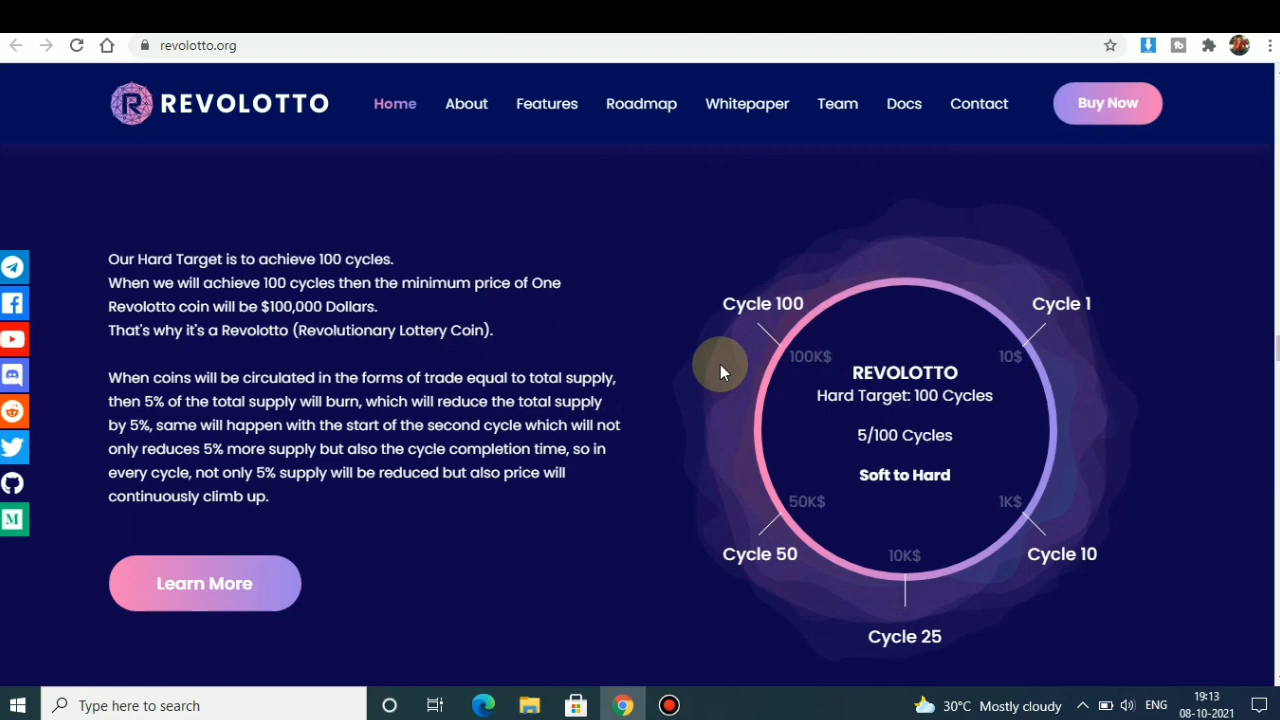 revolotto.org
REVOLOTTO
Home
About
Features
Roadmap
Whitepaper
Team
Docs
Contact
Buy Now
Our Hard Target is to achieve 100 cycles.
When we will achieve 100 cycles then the minimum price of One
Revolotto coin will be $100,000 Dollars.
That's why it's a Revolotto (Revolutionary Lottery Coin).
When coins will be circulated in the forms of trade equal to total supply,
then 5% of the total supply will burn, which will reduce the total supply
by 5%, same will happen with the start of the second cycle which will not
only reduces 5% more supply but also the cycle completion time, so in
every cycle, not only 5% supply will be reduced but also price will
continuously climb up.
Learn More
Cycle 100
Cycle 1
100K$
10$
REVOLOTTO
Hard Target: 100 Cycles
5/100 Cycles
Soft to Hard
50K$
1K$
Cycle 50
10K$
Cycle 10
Cycle 25
Type here to search
30°C Mostly cloudy
ENG
19:13
08-10-2021